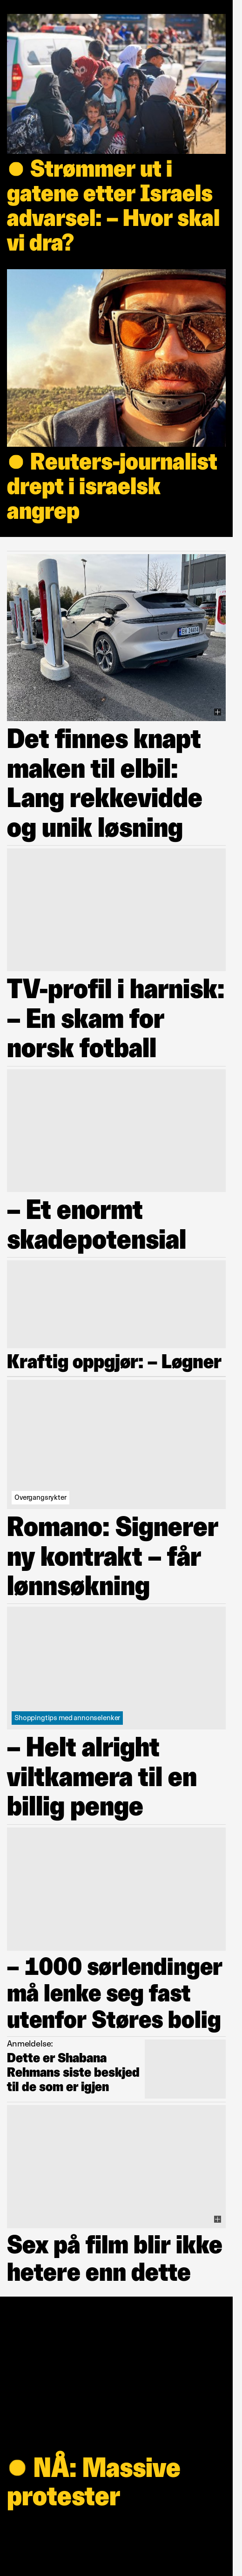 ● Strømmer ut i
gatene etter Israels
advarsel: – Hvor skal
vi dra?
● Reuters-journalist
drept i israelsk
angrep
Det finnes knapt
maken til elbil:
Lang rekkevidde
og unik løsning
TV-profil i harnisk:
– En skam for
norsk fotball
– Et enormt
skadepotensial
Kraftig oppgjør: – Løgner
Overgangsrykter
Romano: Signerer
ny kontrakt – får
lønnsøkning
Shoppingtips med annonselenker
– Helt alright
viltkamera til en
billig penge
– 1000 sørlendinger
må lenke seg fast
utenfor Støres bolig
Anmeldelse:
Dette er Shabana
Rehmans siste beskjed
til de som er igjen
Sex på film blir ikke
hetere enn dette
● NÅ: Massive
protester